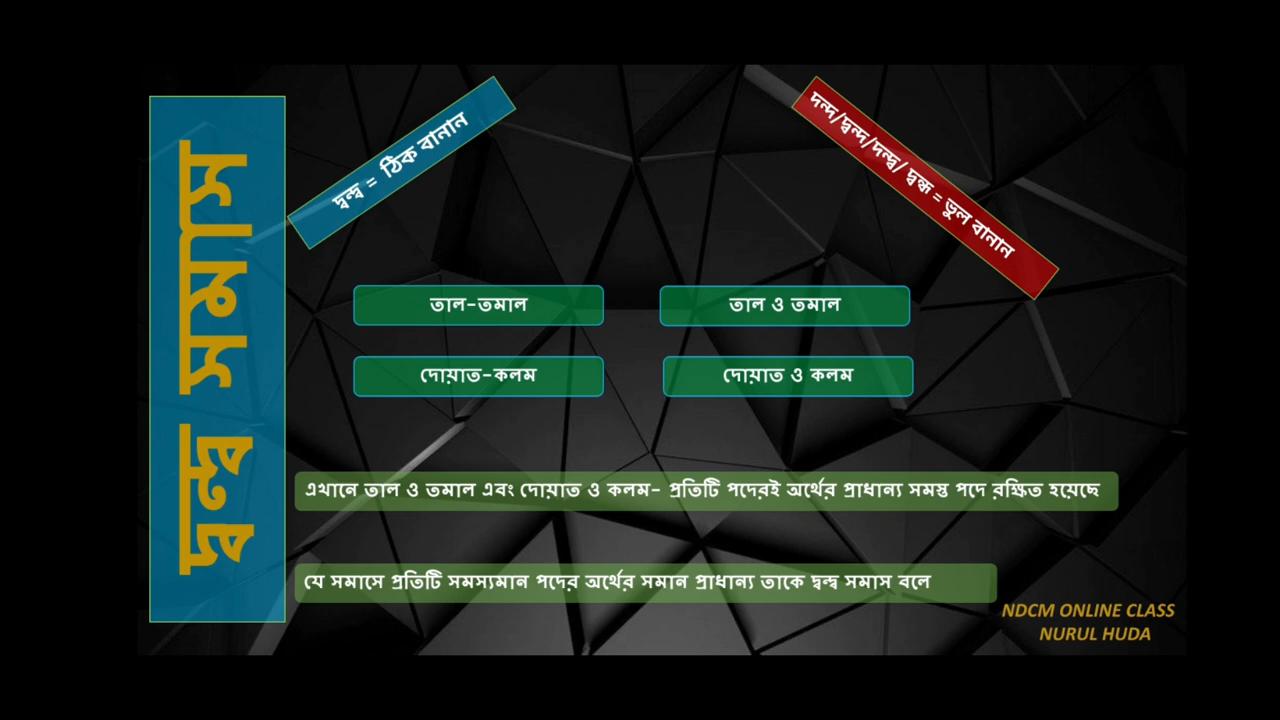 দ্বন্দ্ব সমাস
দ্বন্দ্ব = ঠিক বানান
তাল-তমাল
তাল ও তমাল
দোয়াত-কলম
দোয়াত ও কলম
এখানে তাল ও তমাল এবং দোয়াত ও কলম- প্রতিটি পদেরই অর্থের প্রাধান্য সমস্ত পদে রক্ষিত হয়েছে
যে সমাসে প্রতিটি সমস্যমান পদের অর্থের সমান প্রাধান্য তাকে দ্বন্দ্ব সমাস বলে
NDCM ONLINE CLASS
NURUL HUDA
দন্দ/দ্বন্দ/দন্দ্ব/ = ভুল বানান